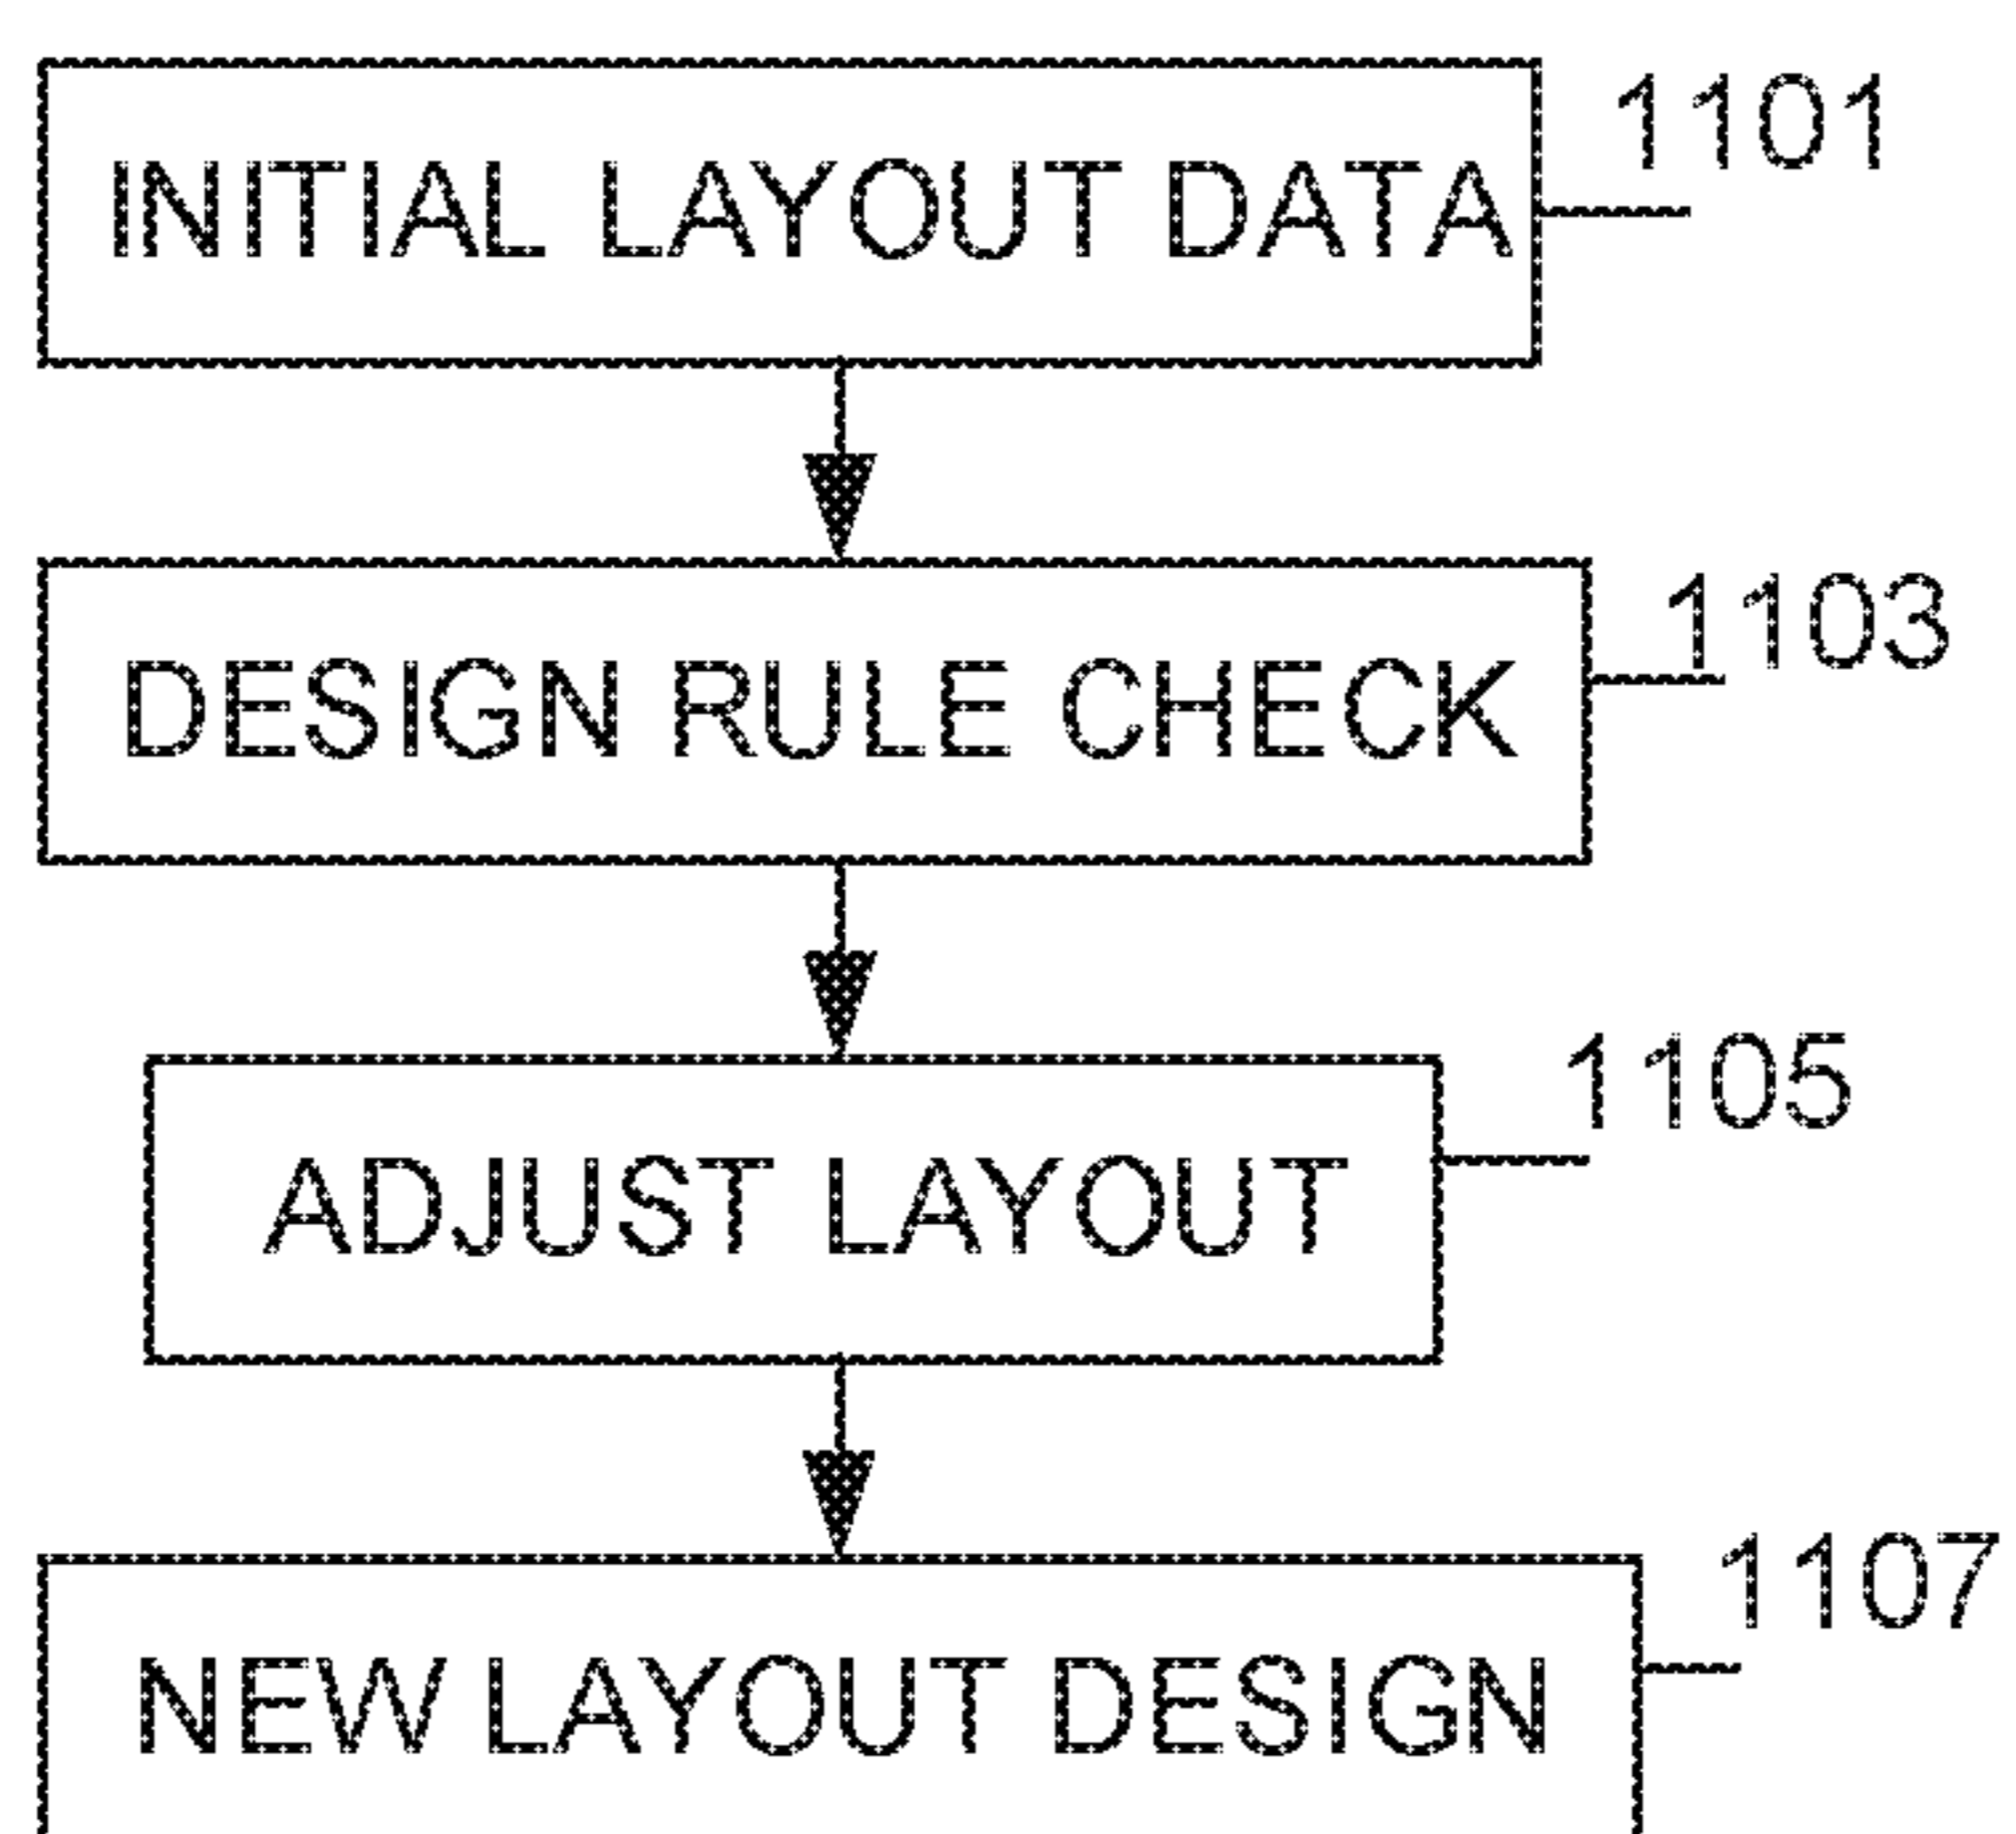 INITIAL LAYOUT DATA
1101
DESIGN RULE CHECK
1103
ADJUST LAYOUT
1105
NEW LAYOUT DESIGN
1107